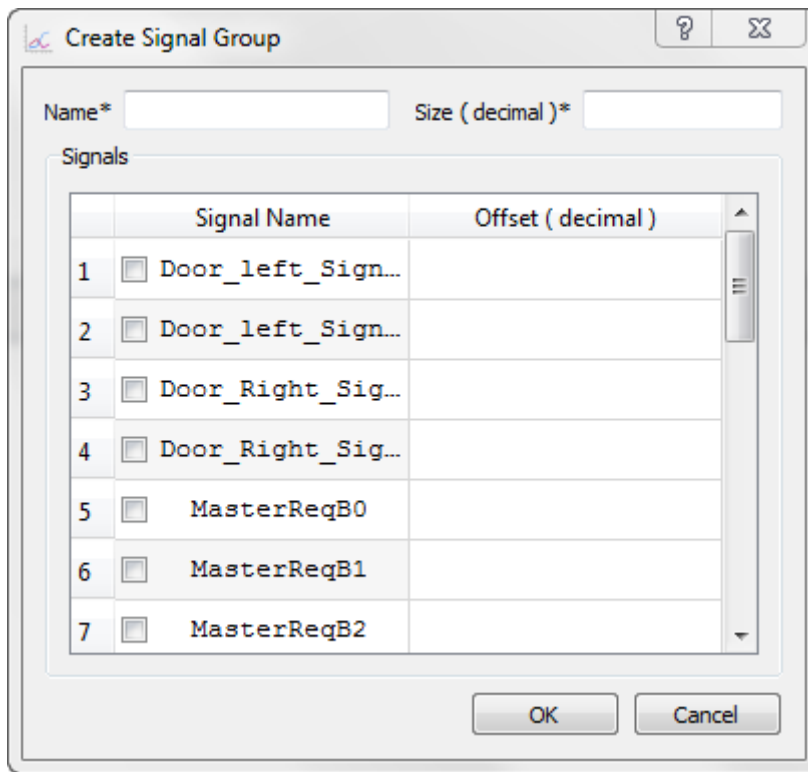 Create Signal Group
Name* Size ( decimal )*
Signals
Signal Name Offset ( decimal )
1 Door_left_Sign...
2 Door_left_Sign...
3 Door_Right_Sig...
4 Door_Right_Sig...
5 MasterReqB0
6 MasterReqB1
7 MasterReqB2
OK Cancel